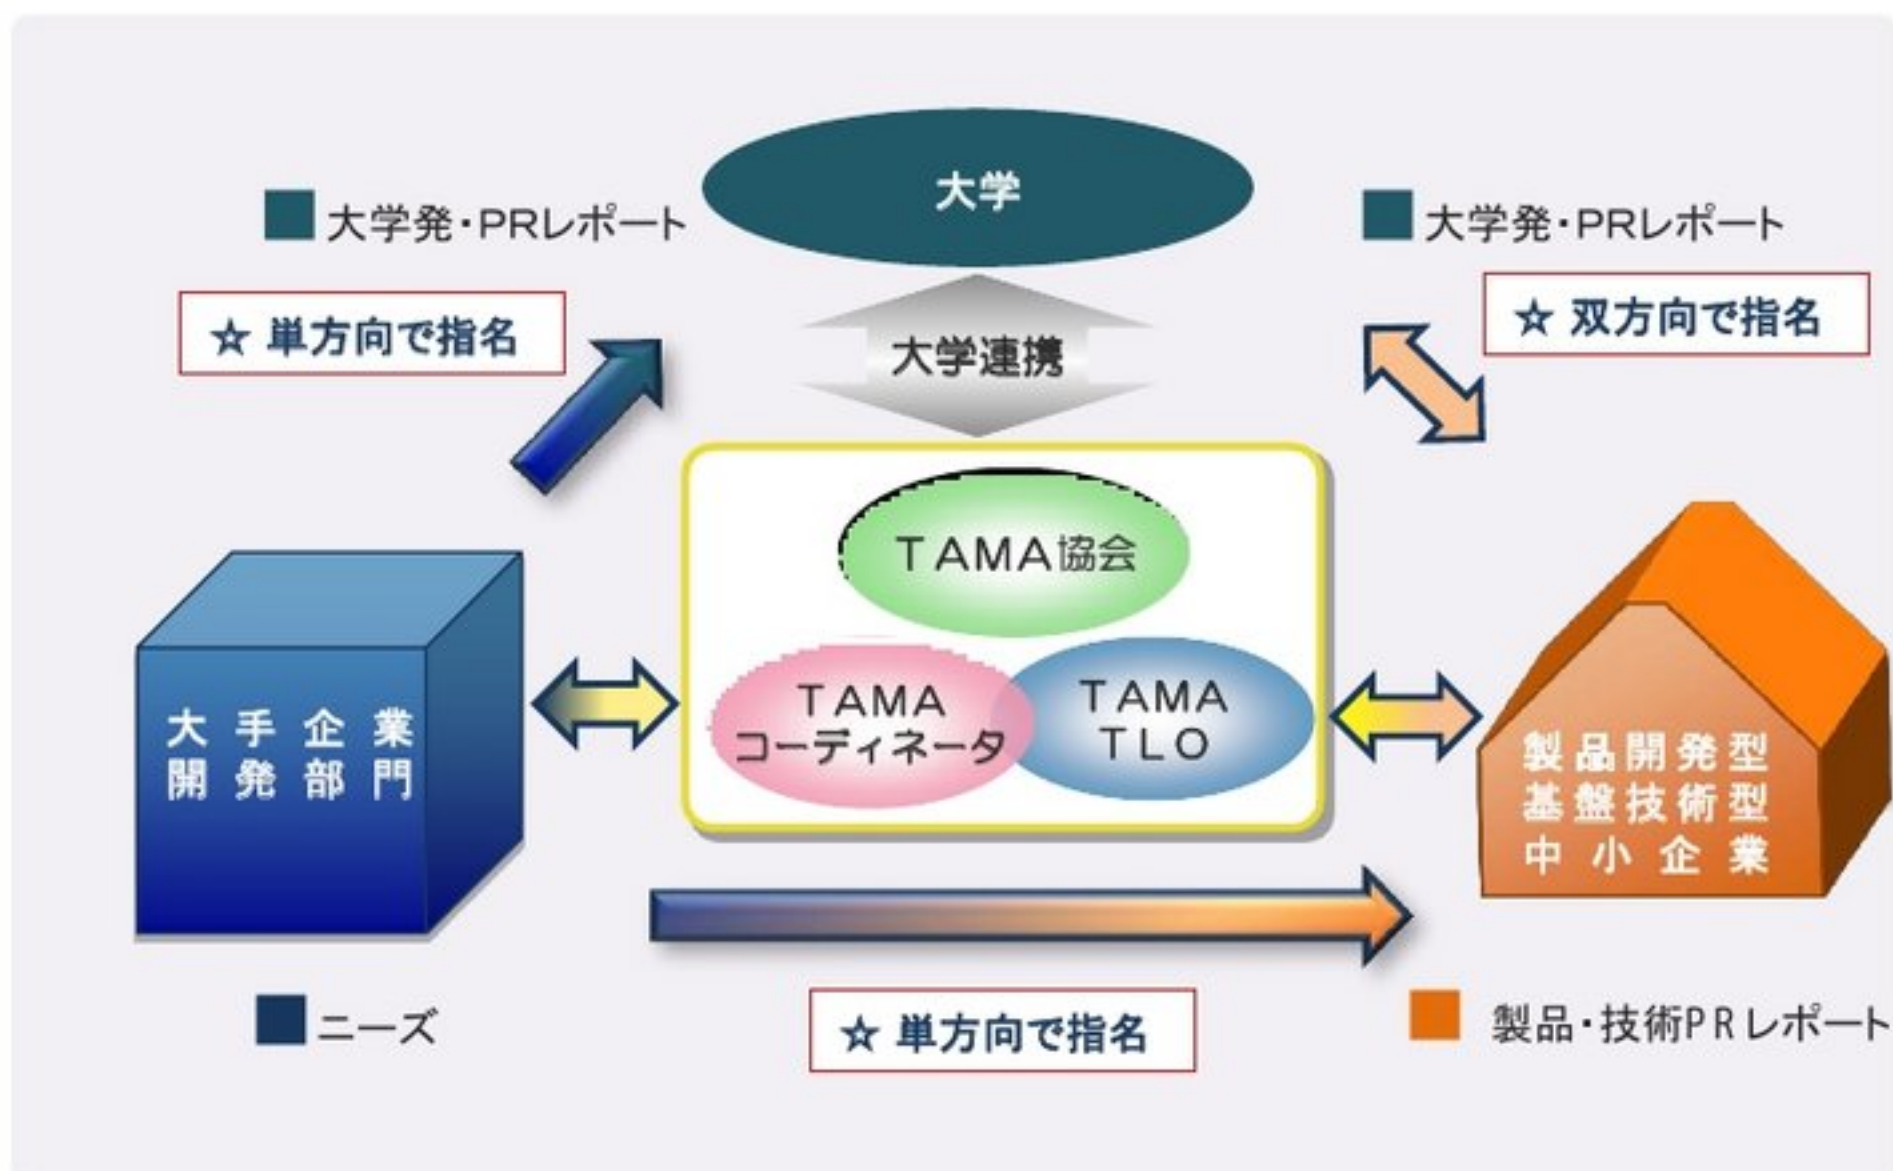 大学
大学発・PRレポート
大学発・PRレポート
☆ 単方向で指名
☆ 双方向で指名
大学連携
TAMA協会
TAMA
コーディネータ
TAMA
TLO
大手企業
開発部門
製品開発型
基盤技術型
中小企業
ニーズ
☆ 単方向で指名
製品・技術PRレポート